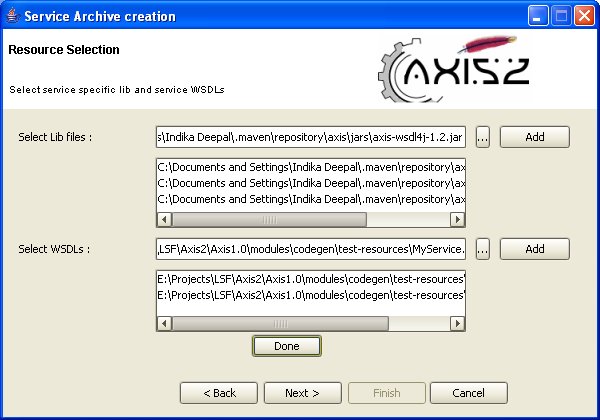 Service Archive creation
Resource Selection
Select service specific lib and service WSDLs
AXIS2
Select Lib files :
s\Indika Deepal\.maven\repository\axis\jars\axis-wsdl4j-1.2.jar
...
Add
C:\Documents and Settings\Indika Deepal\.maven\repository\ax
C:\Documents and Settings\Indika Deepal\.maven\repository\ax
C:\Documents and Settings\Indika Deepal\.maven\repository\ax
Select WSDLs :
LSF\Axis2\Axis1.0\modules\codegen\test-resources\MyService.
...
Add
E:\Projects\LSF\Axis2\Axis1.0\modules\codegen\test-resources\
E:\Projects\LSF\Axis2\Axis1.0\modules\codegen\test-resources\
Done
< Back
Next >
Finish
Cancel